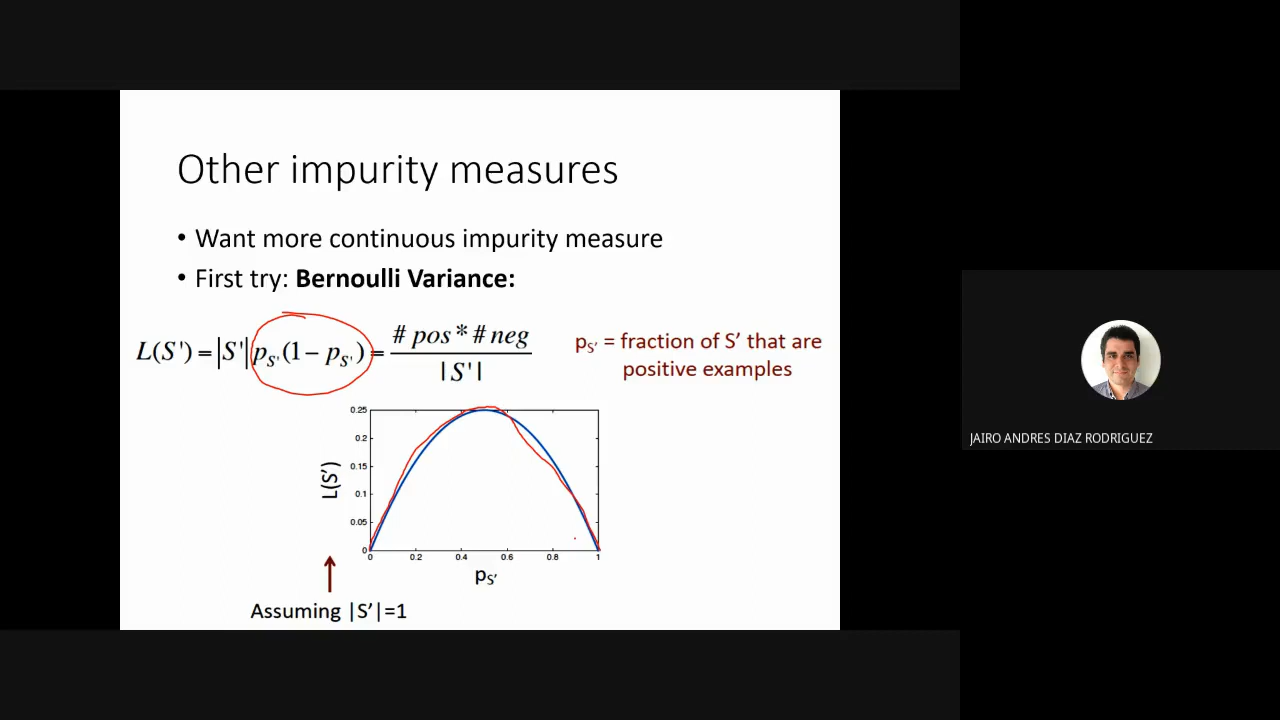 Other impurity measures
• Want more continuous impurity measure
• First try: Bernoulli Variance:
L(S') = |S'| p_S'(1 − p_S') = # pos * # neg / |S'|
p_S' = fraction of S' that are
positive examples
0.25
0.2
0.15
0.1
0.05
0
L(S')
0 0.2 0.4 0.6 0.8 1
p_S'
Assuming |S'|=1
JAIRO ANDRES DIAZ RODRIGUEZ